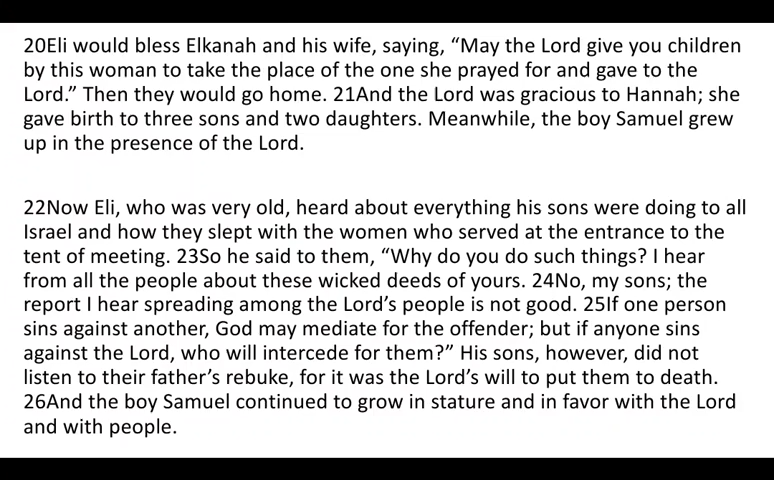 20Eli would bless Elkanah and his wife, saying, “May the Lord give you children
by this woman to take the place of the one she prayed for and gave to the
Lord.” Then they would go home. 21And the Lord was gracious to Hannah; she
gave birth to three sons and two daughters. Meanwhile, the boy Samuel grew
up in the presence of the Lord.
22Now Eli, who was very old, heard about everything his sons were doing to all
Israel and how they slept with the women who served at the entrance to the
tent of meeting. 23So he said to them, “Why do you do such things? I hear
from all the people about these wicked deeds of yours. 24No, my sons; the
report I hear spreading among the Lord’s people is not good. 25If one person
sins against another, God may mediate for the offender; but if anyone sins
against the Lord, who will intercede for them?” His sons, however, did not
listen to their father’s rebuke, for it was the Lord’s will to put them to death.
26And the boy Samuel continued to grow in stature and in favor with the Lord
and with people.